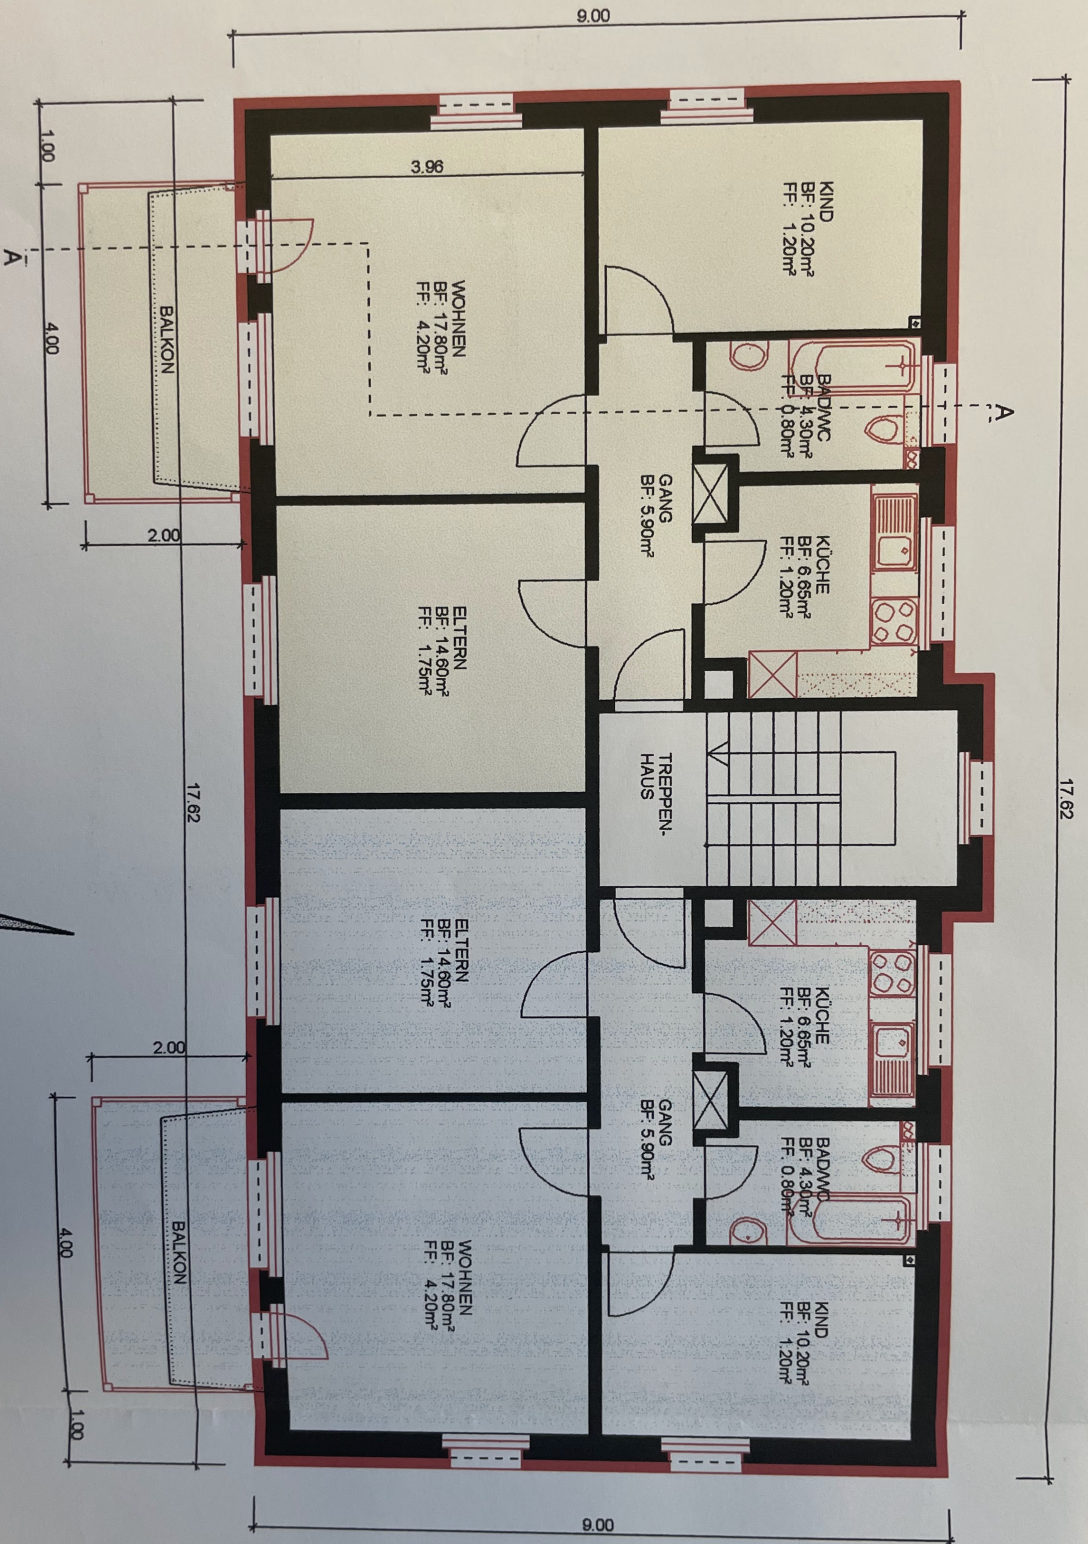 9.00
17.62
1.00
4.00
2.00
17.62
2.00
4.00
1.00
9.00
3.96
A
A
KIND
BF: 10.20m²
FF: 1.20m²
WOHNEN
BF: 17.80m²
FF: 4.20m²
BALKON
BAD/WC
BF: 4.30m²
FF: 0.80m²
GANG
BF: 5.90m²
KÜCHE
BF: 6.65m²
FF: 1.20m²
ELTERN
BF: 14.60m²
FF: 1.75m²
TREPPEN-
HAUS
ELTERN
BF: 14.60m²
FF: 1.75m²
KÜCHE
BF: 6.65m²
FF: 1.20m²
GANG
BF: 5.90m²
BAD/WC
BF: 4.30m²
FF: 0.80m²
WOHNEN
BF: 17.80m²
FF: 4.20m²
BALKON
KIND
BF: 10.20m²
FF: 1.20m²